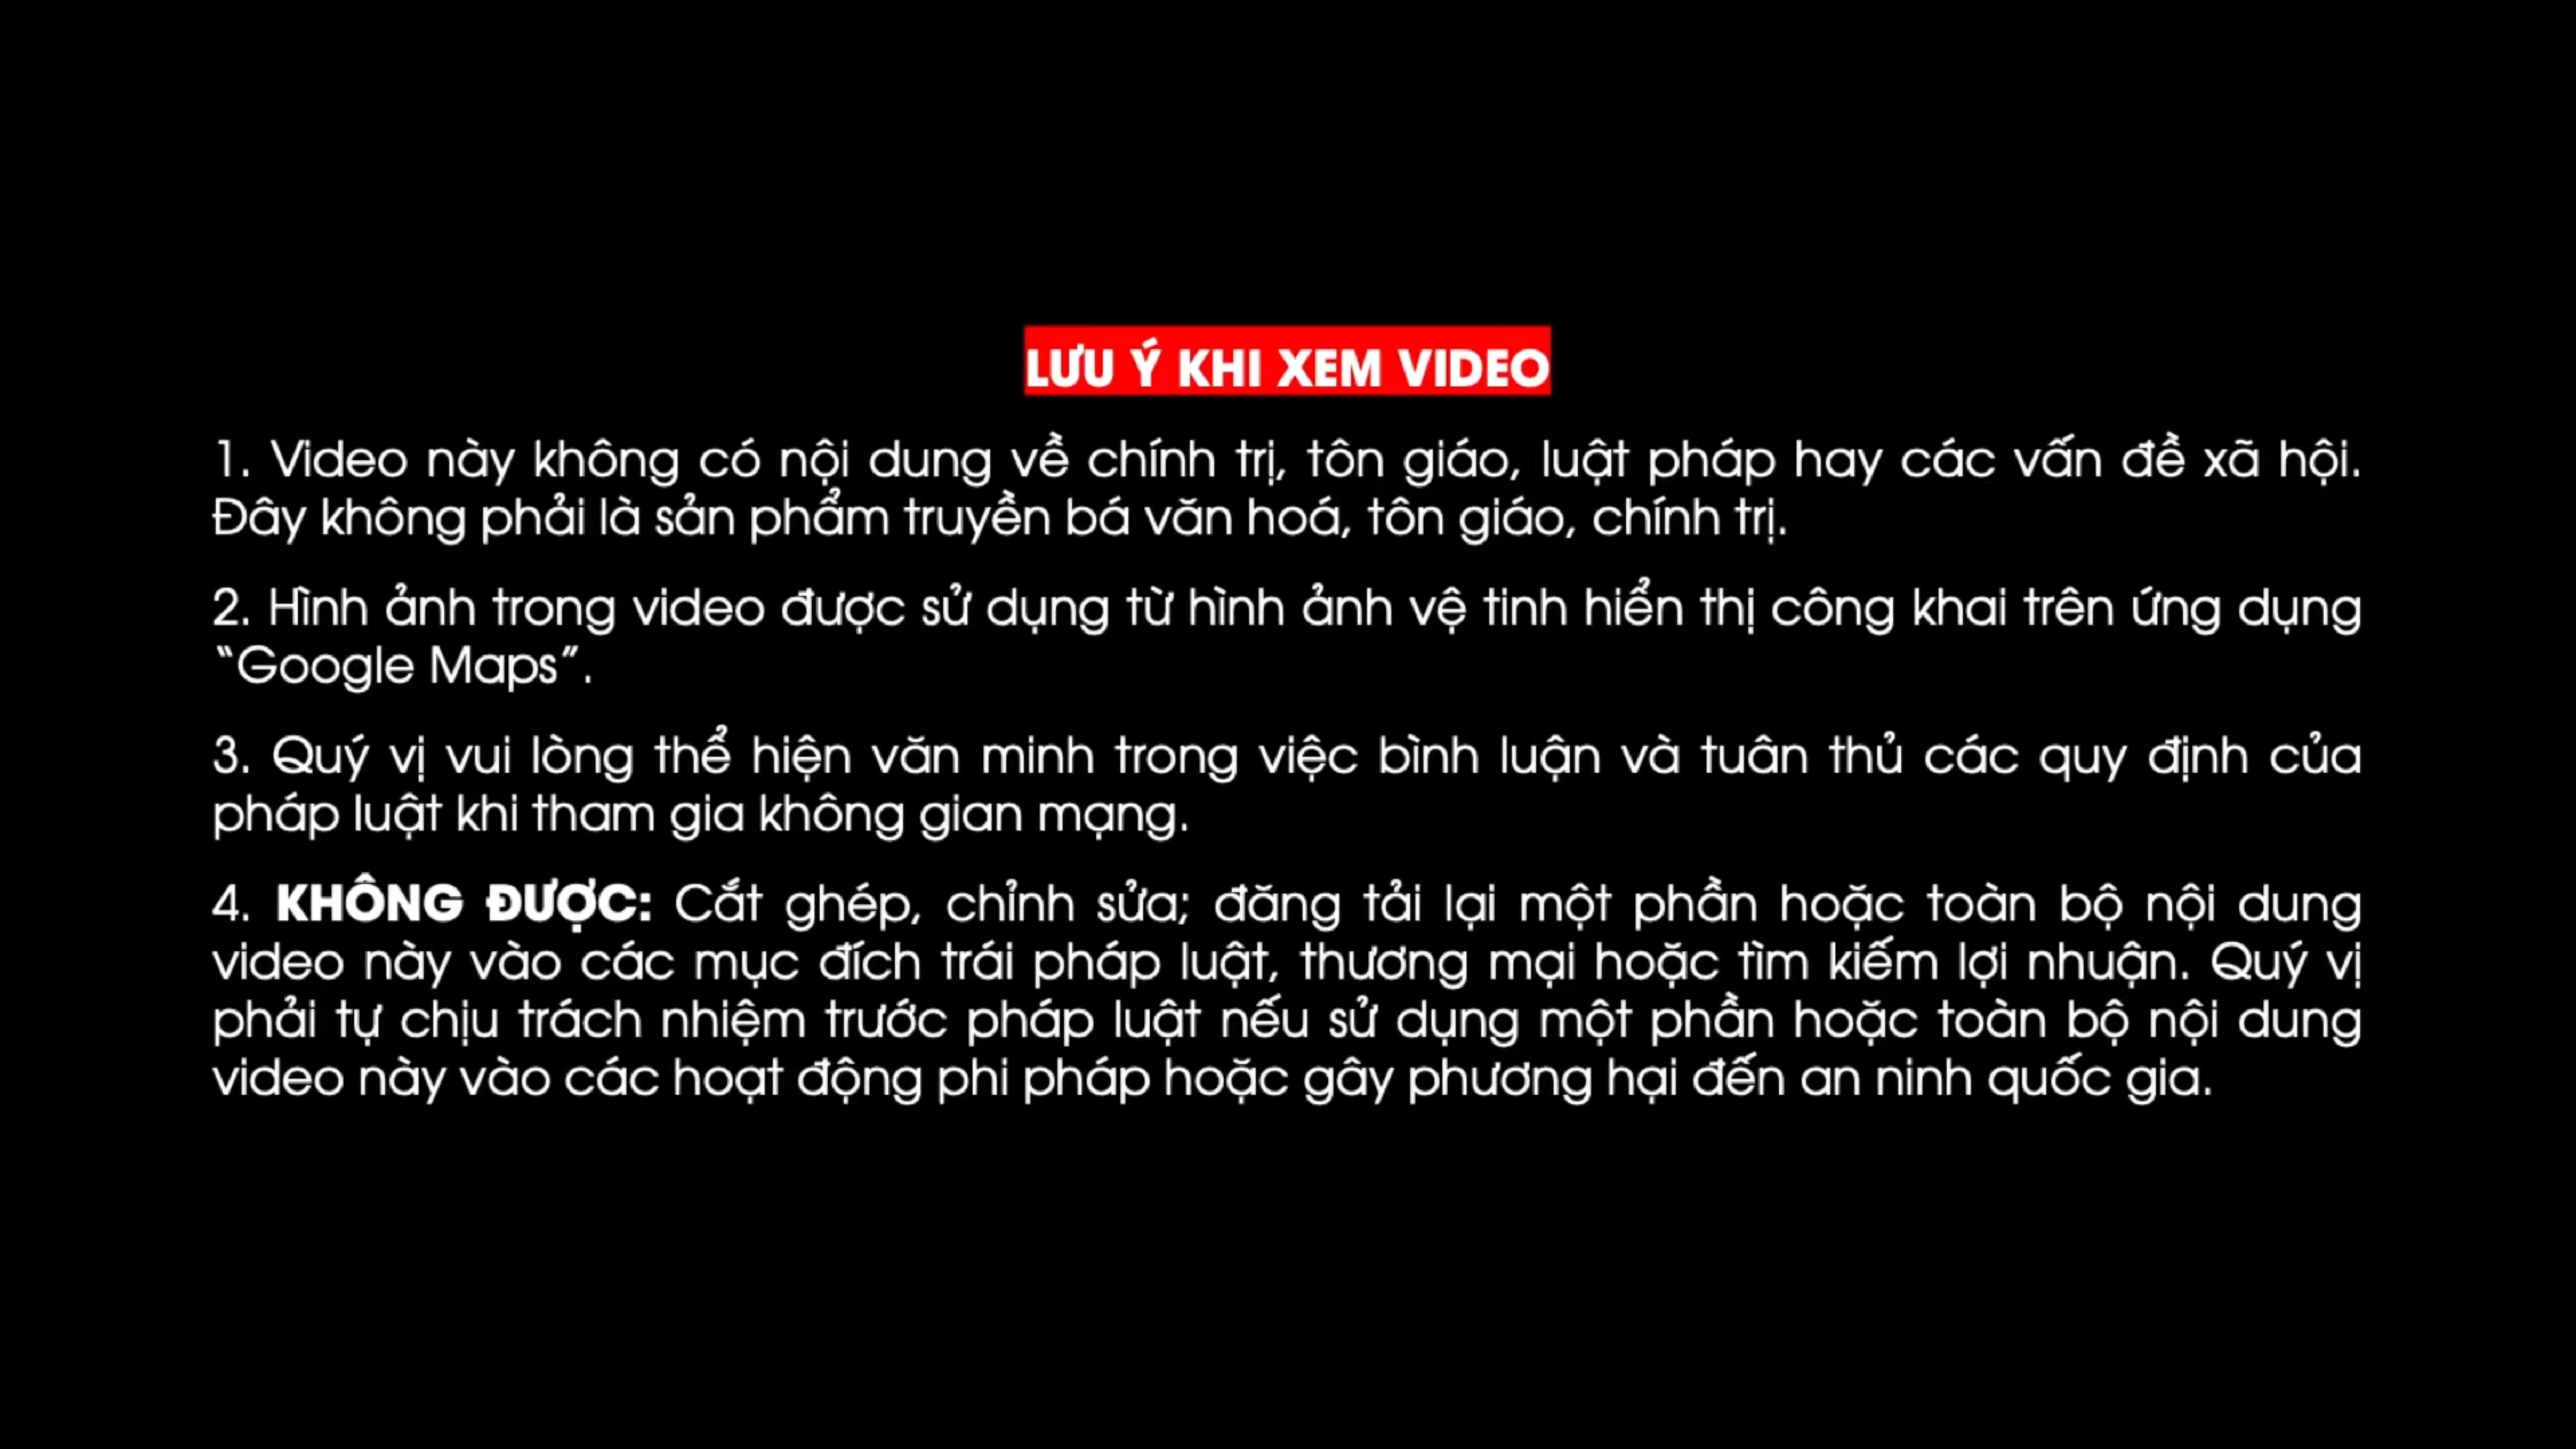 LƯU Ý KHI XEM VIDEO
1. Video này không có nội dung về chính trị, tôn giáo, luật pháp hay các vấn đề xã hội.
Đây không phải là sản phẩm truyền bá văn hoá, tôn giáo, chính trị.
2. Hình ảnh trong video được sử dụng từ hình ảnh vệ tinh hiển thị công khai trên ứng dụng
“Google Maps”.
3. Quý vị vui lòng thể hiện văn minh trong việc bình luận và tuân thủ các quy định của
pháp luật khi tham gia không gian mạng.
4. KHÔNG ĐƯỢC: Cắt ghép, chỉnh sửa; đăng tải lại một phần hoặc toàn bộ nội dung
video này vào các mục đích trái pháp luật, thương mại hoặc tìm kiếm lợi nhuận. Quý vị
phải tự chịu trách nhiệm trước pháp luật nếu sử dụng một phần hoặc toàn bộ nội dung
video này vào các hoạt động phi pháp hoặc gây phương hại đến an ninh quốc gia.